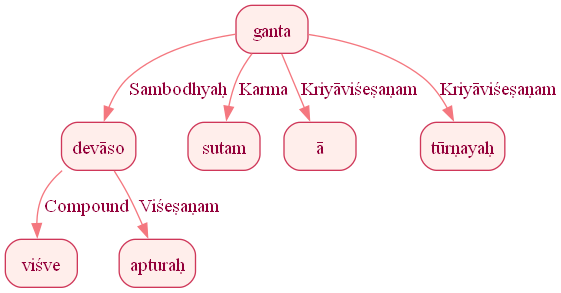 ganta
Sambodhyaḥ Karma Kriyāviśeṣaṇam Kriyāviśeṣaṇam
devāso sutam ā tūrṇayaḥ
Compound Viśeṣaṇam
viśve apturaḥ